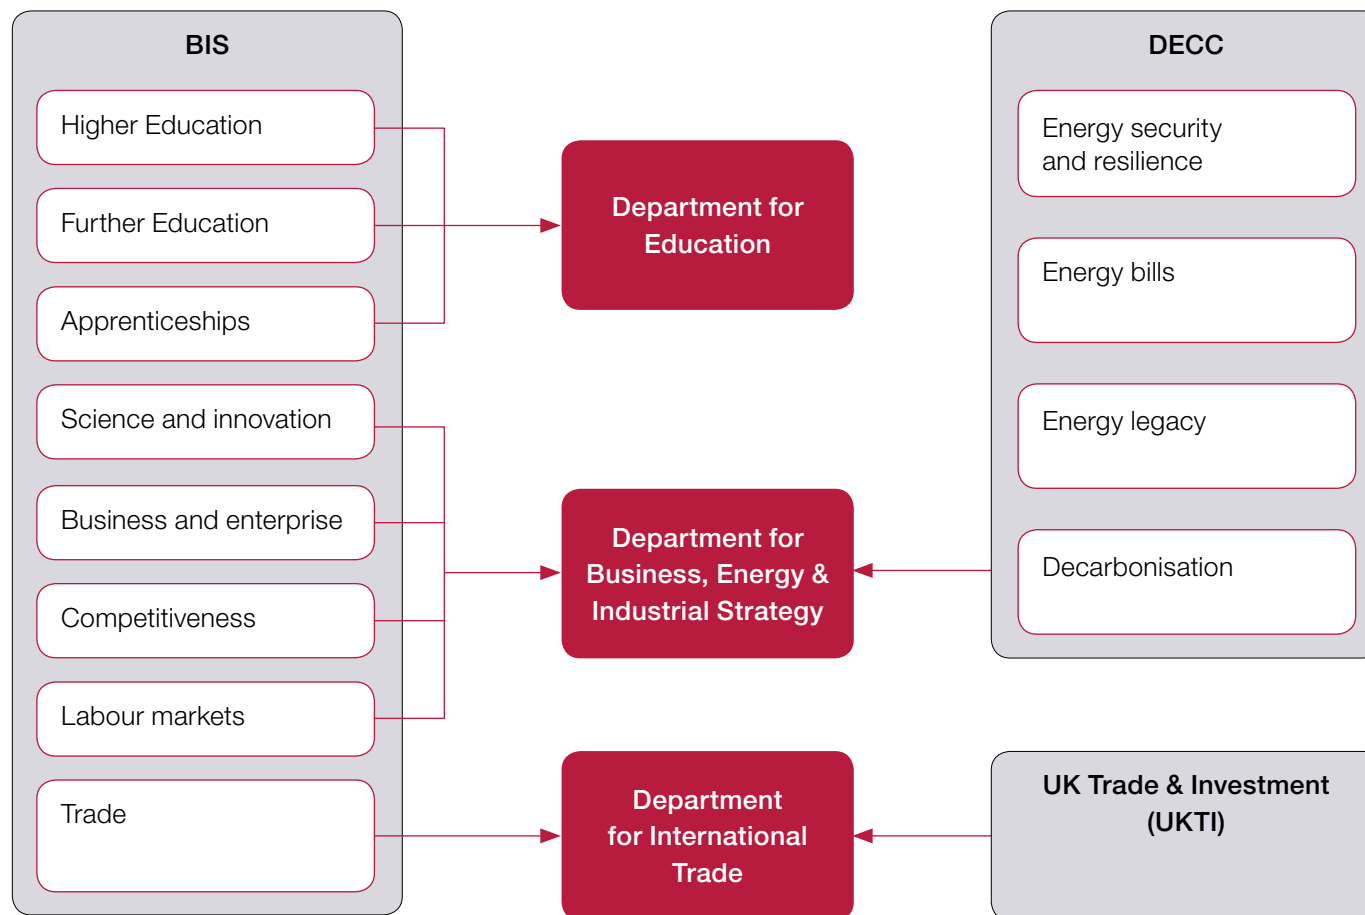 BIS
Higher Education
Further Education
Apprenticeships
Science and innovation
Business and enterprise
Competitiveness
Labour markets
Trade
Department for
Education
Department for
Business, Energy &
Industrial Strategy
Department
for International
Trade
DECC
Energy security
and resilience
Energy bills
Energy legacy
Decarbonisation
UK Trade & Investment
(UKTI)